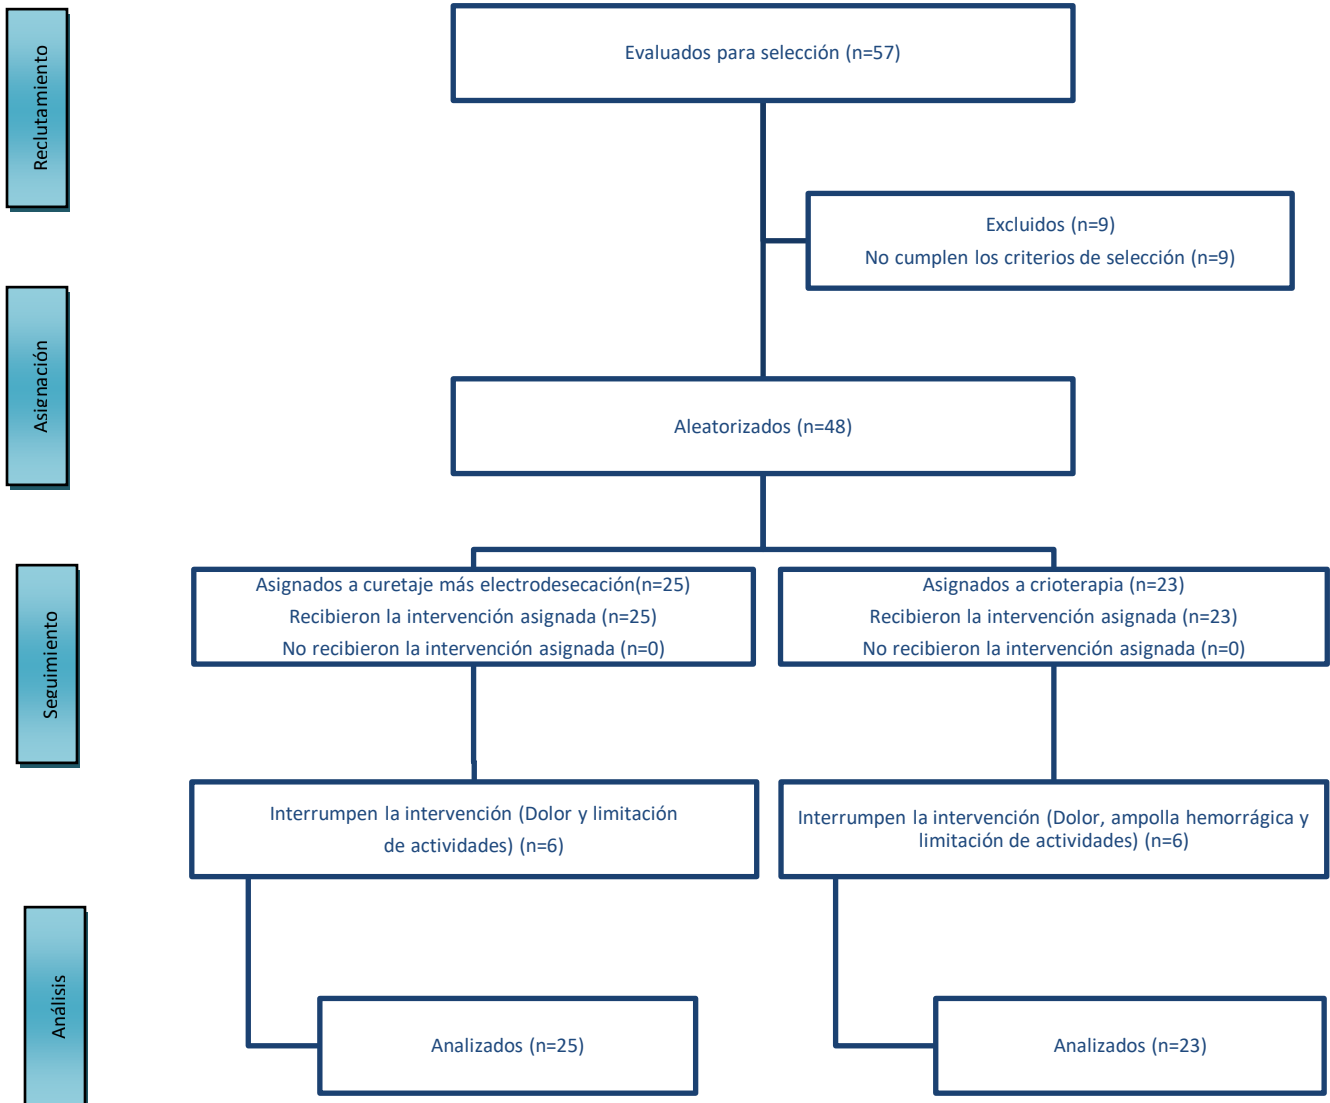 Reclutamiento
Evaluados para selección (n=57)
Excluidos (n=9)
No cumplen los criterios de selección (n=9)
Asignación
Aleatorizados (n=48)
Seguimiento
Asignados a curetaje más electrodesecación(n=25)
Recibieron la intervención asignada (n=25)
No recibieron la intervención asignada (n=0)
Asignados a crioterapia (n=23)
Recibieron la intervención asignada (n=23)
No recibieron la intervención asignada (n=0)
Interrumpen la intervención (Dolor y limitación
de actividades) (n=6)
Interrumpen la intervención (Dolor, ampolla hemorrágica y
limitación de actividades) (n=6)
Análisis
Analizados (n=25)
Analizados (n=23)